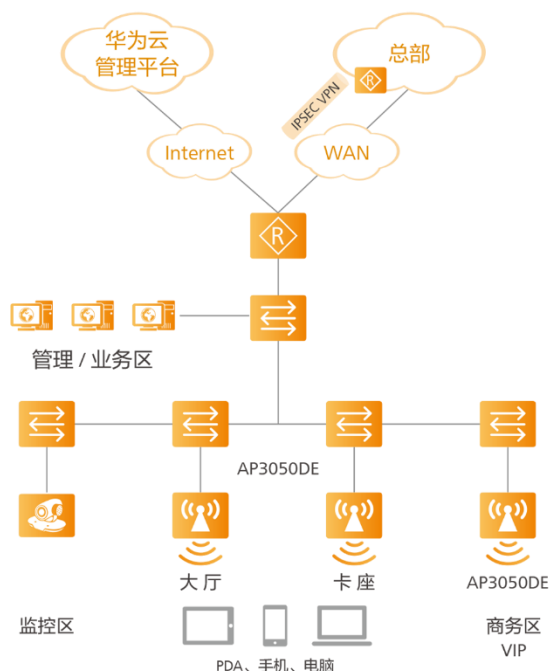 华为云
管理平台
总部
R
IPSEC VPN
Internet
WAN
R
管理 / 业务区
AP3050DE
大厅
卡座
AP3050DE
监控区
商务区
VIP
PDA、手机、电脑